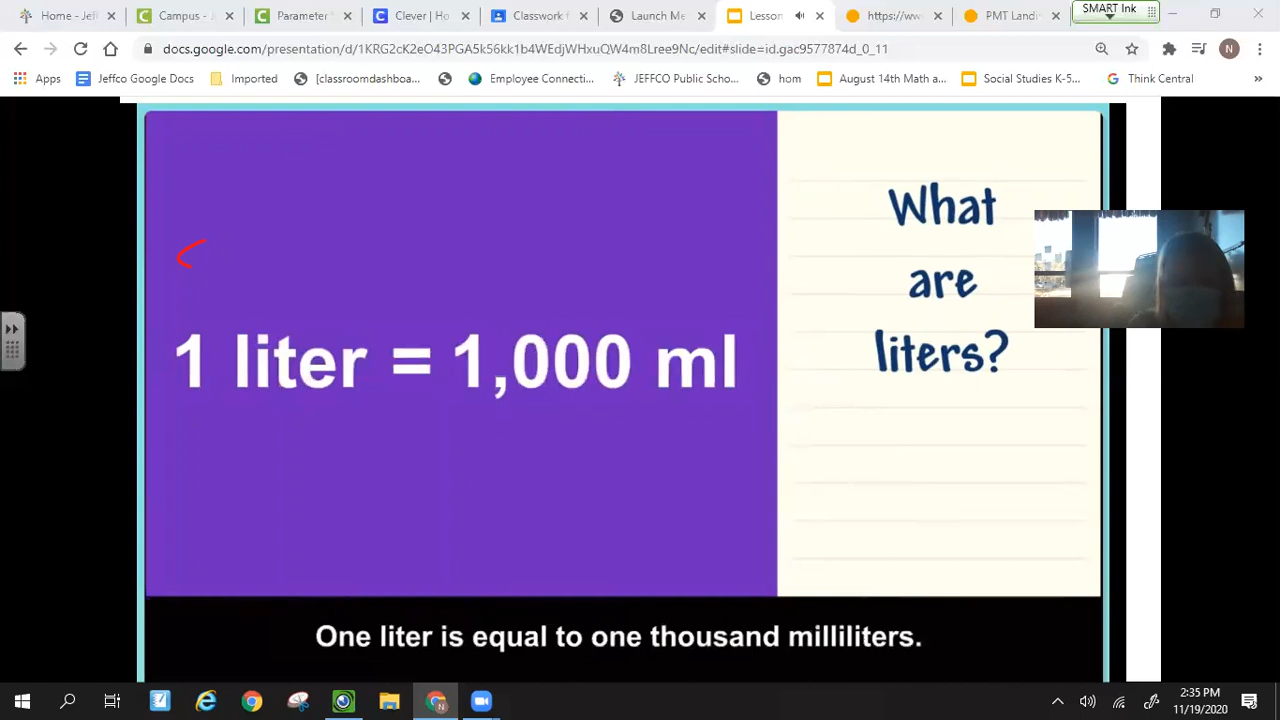 Home - Jef
Campus -
Parameter
Clever | Ho
Classwork f
Launch Me
Lesson
https://ww
PMT Landi
SMART Ink
docs.google.com/presentation/d/1KRG2cK2eO43PGA5k56kk1b4WEdjWHxuQW4m8Lree9Nc/edit#slide=id.gac9577874d_0_11
N
Apps
Jeffco Google Docs
Imported
[classroomdashboa...
Employee Connecti...
JEFFCO Public Scho...
hsm
August 14th Math a...
Social Studies K-5...
Think Central
»
1 liter = 1,000 ml
What
are
liters?
One liter is equal to one thousand milliliters.
2:35 PM
11/19/2020